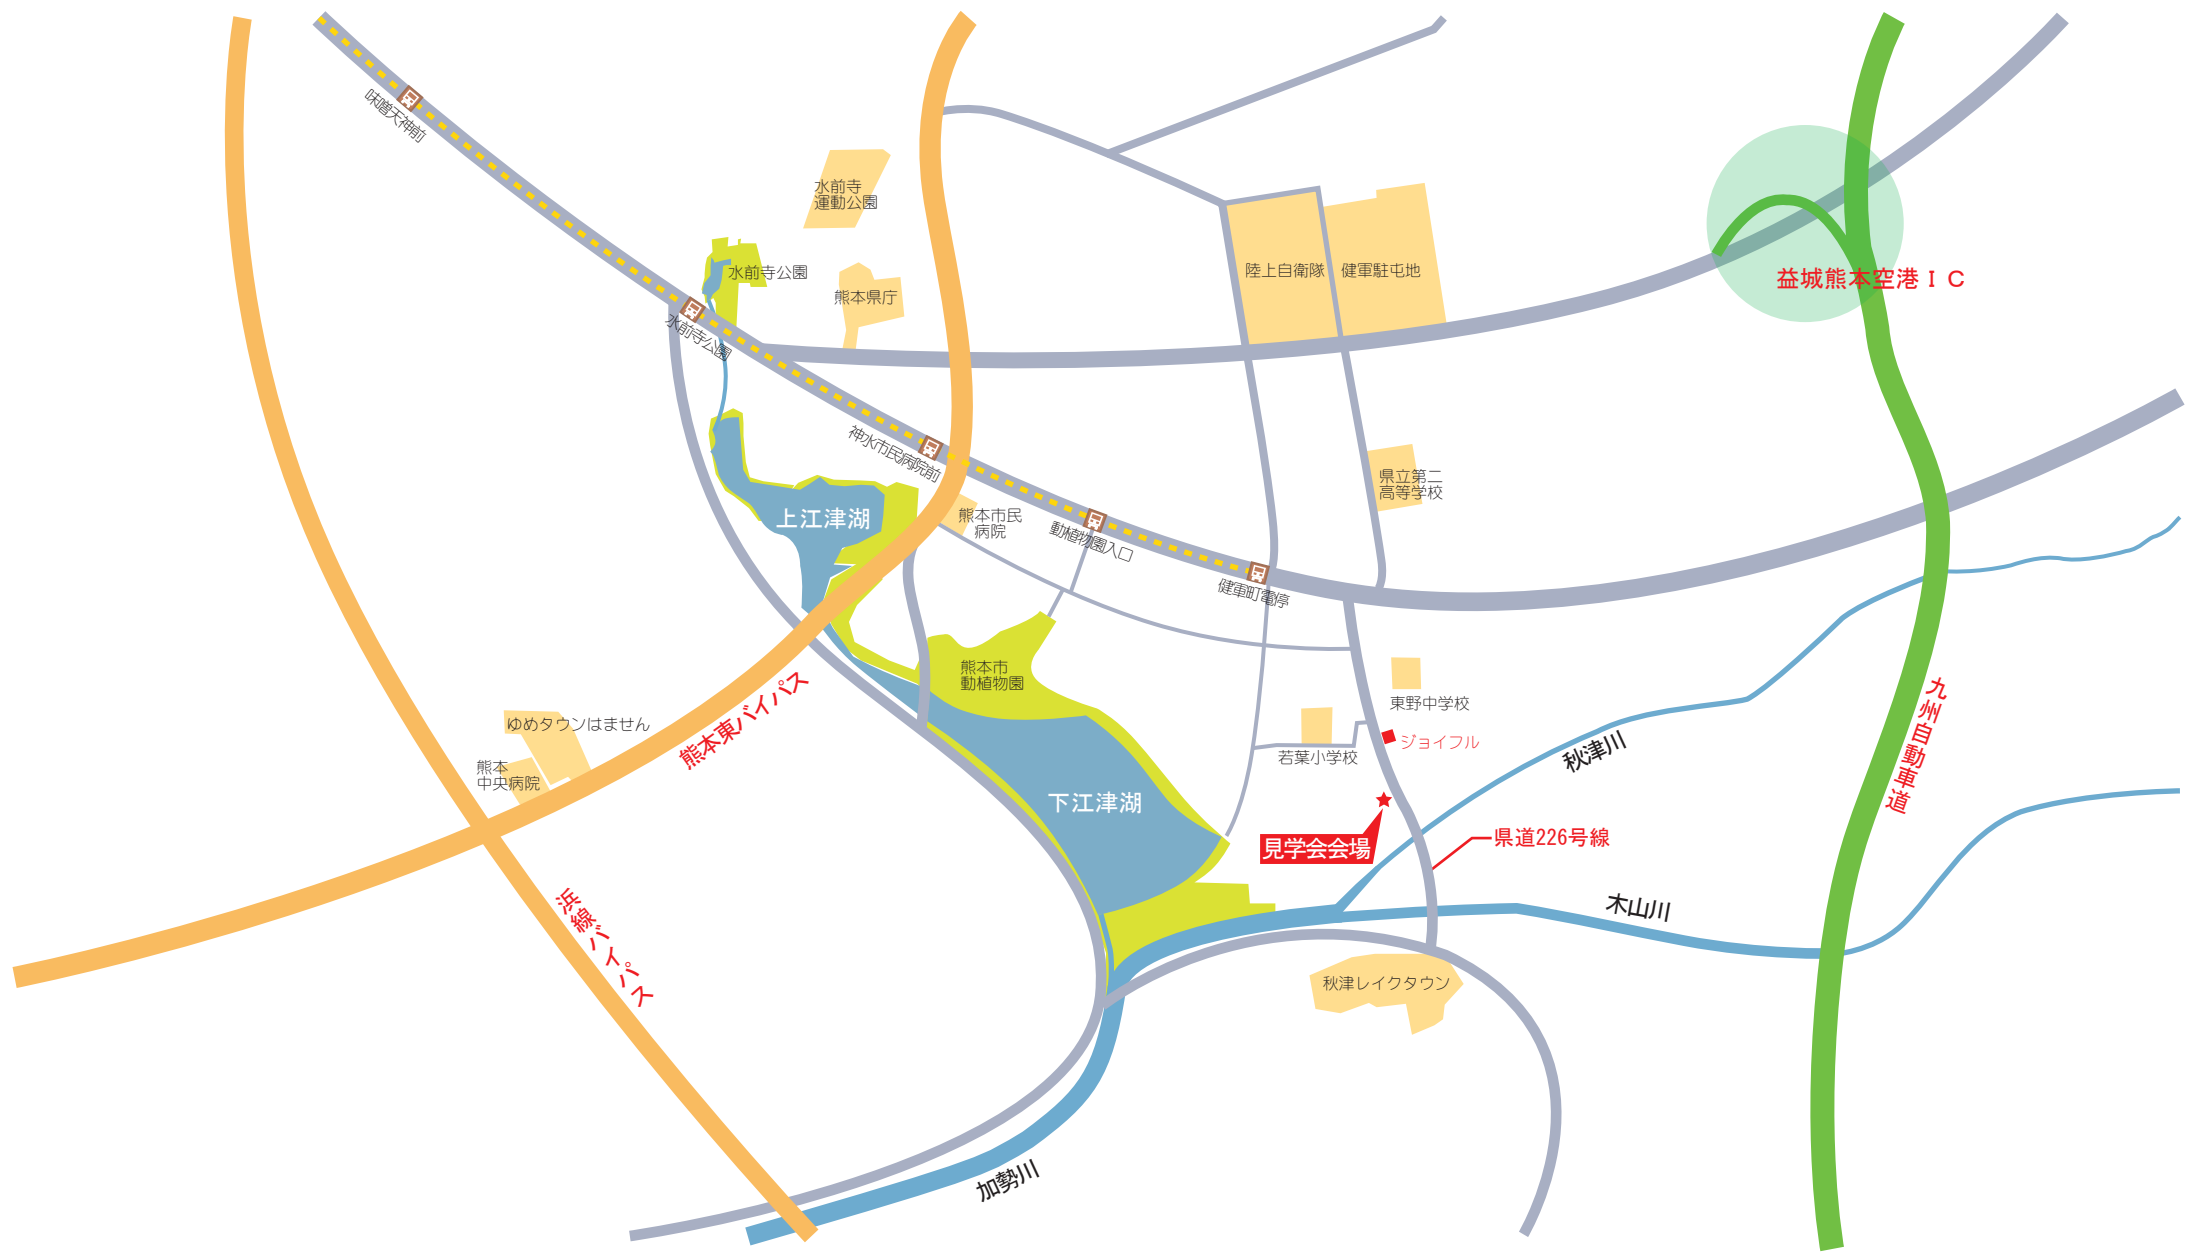 味噌天神前
水前寺
運動公園
水前寺公園
熊本県庁
陸上自衛隊
健軍駐屯地
益城熊本空港ＩＣ
水前寺公園
神水市民病院前
県立第二
高等学校
上江津湖
熊本市民
病院
動植物園入口
健軍町電停
熊本市
動植物園
東野中学校
熊本東バイパス
九州自動車道
ゆめタウンはません
ジョイフル
秋津川
若葉小学校
熊本
中央病院
下江津湖
県道226号線
見学会会場
浜線バイパス
木山川
秋津レイクタウン
加勢川